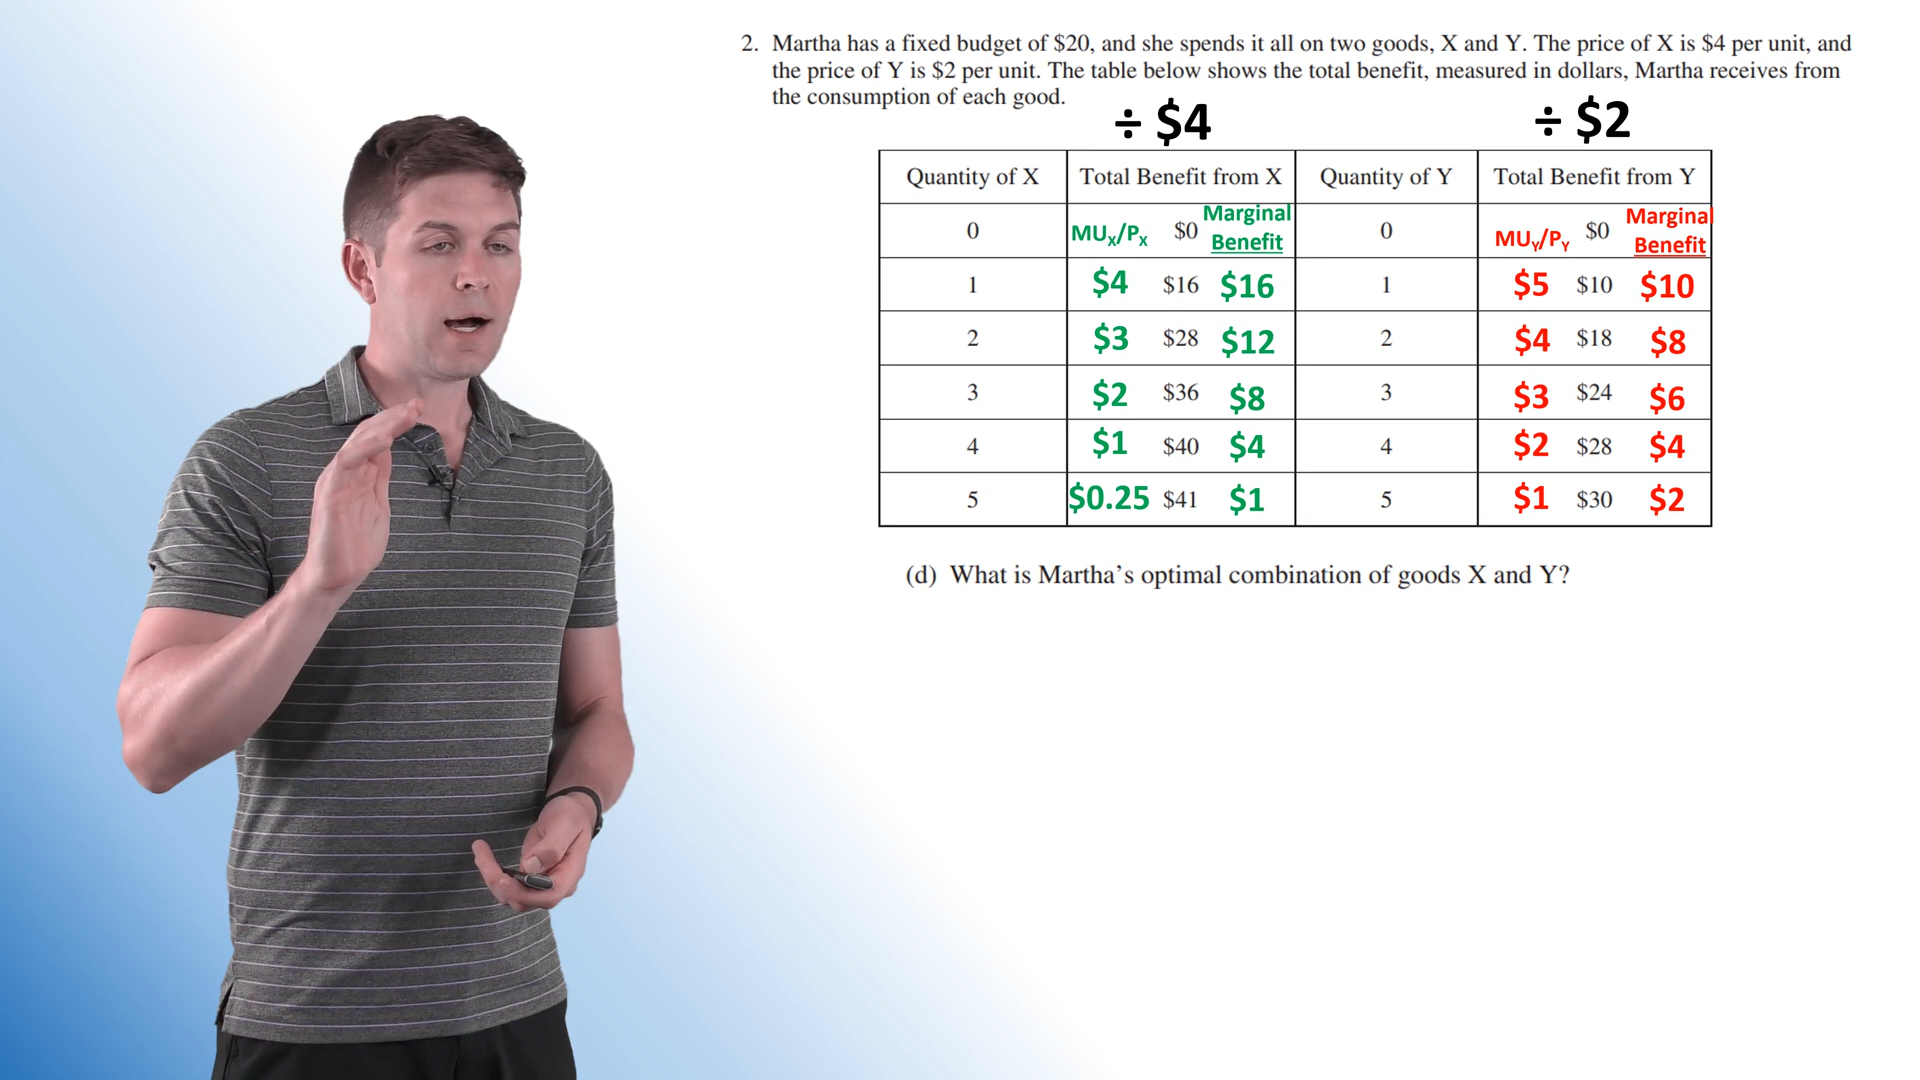 2. Martha has a fixed budget of $20, and she spends it all on two goods, X and Y. The price of X is $4 per unit, and
the price of Y is $2 per unit. The table below shows the total benefit, measured in dollars, Martha receives from
the consumption of each good.
÷ $4 ÷ $2
Quantity of X Total Benefit from X Quantity of Y Total Benefit from Y
0 MUX/PX $0 Marginal Benefit 0 MUY/PY $0 Marginal Benefit
1 $4 $16 $16 1 $5 $10 $10
2 $3 $28 $12 2 $4 $18 $8
3 $2 $36 $8 3 $3 $24 $6
4 $1 $40 $4 4 $2 $28 $4
5 $0.25 $41 $1 5 $1 $30 $2
(d) What is Martha's optimal combination of goods X and Y?